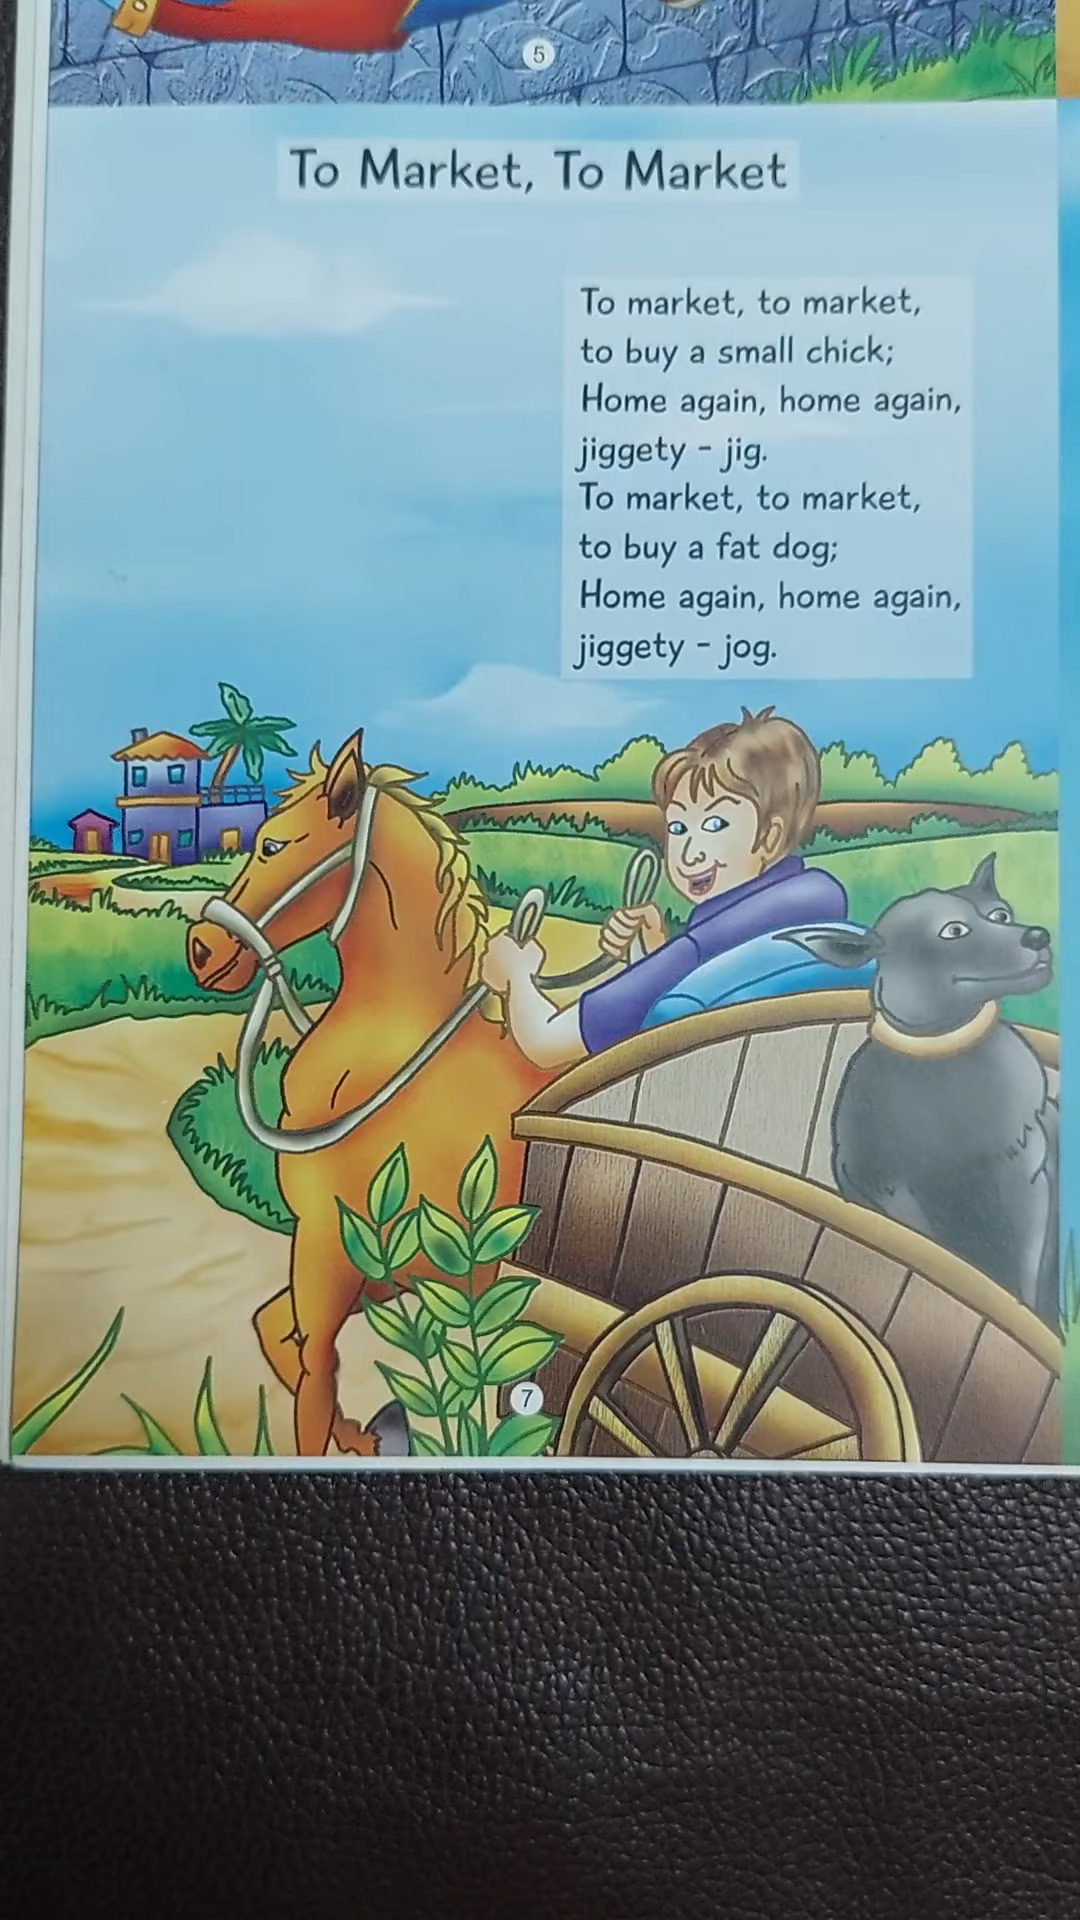 5
To Market, To Market
To market, to market,
to buy a small chick;
Home again, home again,
jiggety - jig.
To market, to market,
to buy a fat dog;
Home again, home again,
jiggety - jog.
7